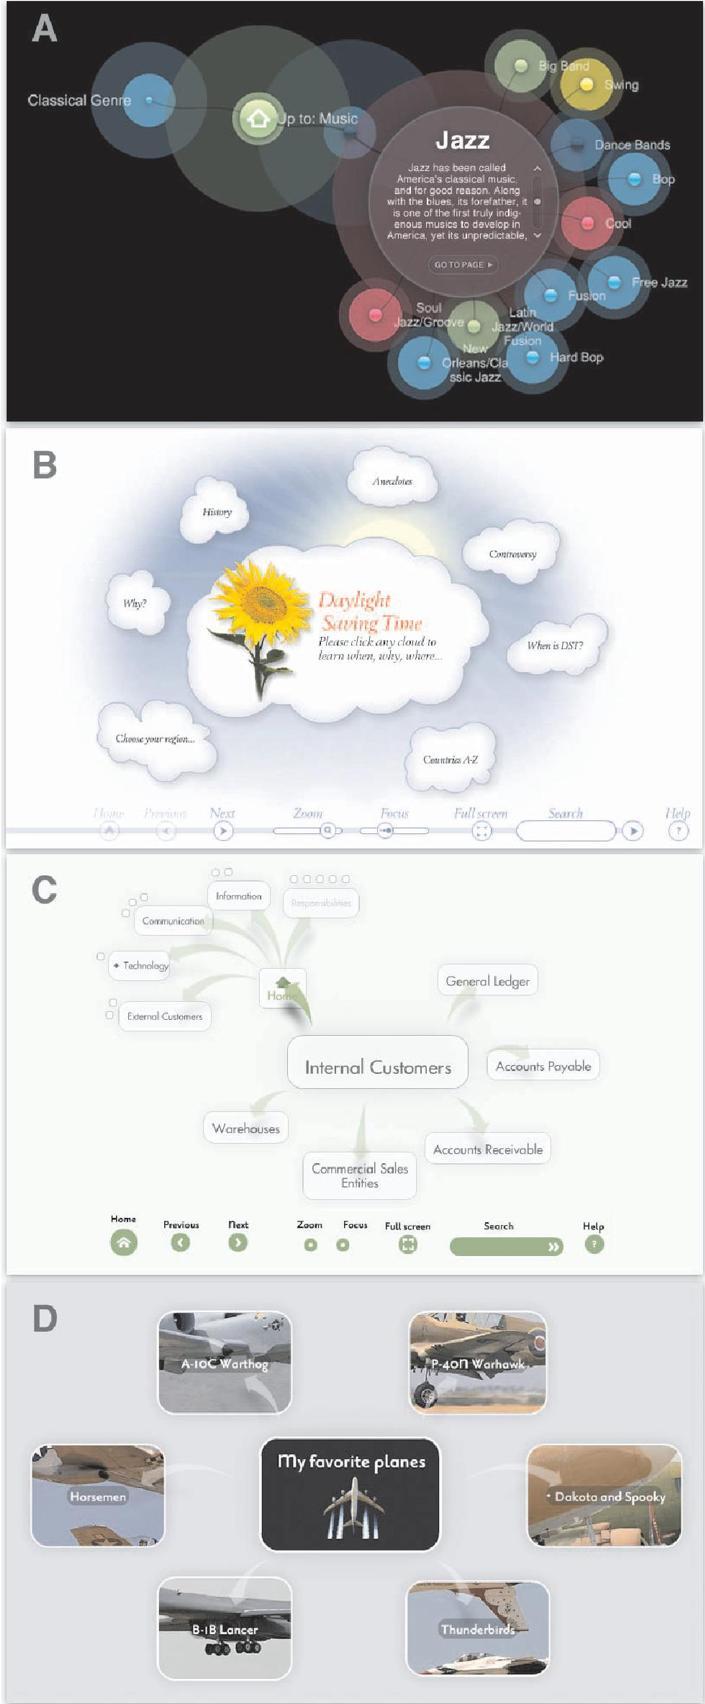 A
Classical Genre
Up to: Music
Big Band
Swing
Dance Bands
Bop
Cool
Free Jazz
Fusion
Hard Bop
Latin
Jazz/World
Fusion
New
Orleans/Cla
ssic Jazz
Soul
Jazz/Groove
Jazz
Jazz has been called
America's classical music,
and for good reason. Along
with the blues, its forefather, it
is one of the first truly indig-
enous musics to develop in
America, yet its unpredictable,
GO TO PAGE
B
Anecdotes
History
Controversy
Why?
Daylight
Saving Time
Please click any cloud to
learn when, why, where...
When is DST?
Choose your region...
Countries A-Z
Home Previous Next Zoom Focus Full screen Search Help
?
C
Information
Responsibilities
Communication
Technology
Home
External Customers
General Ledger
Internal Customers
Accounts Payable
Warehouses
Accounts Receivable
Commercial Sales
Entities
Home Previous Next Zoom Focus Full screen Search Help
?
D
A-10C Warthog
P-40N Warhawk
My favorite planes
Horsemen
Dakota and Spooky
B-1B Lancer
Thunderbirds